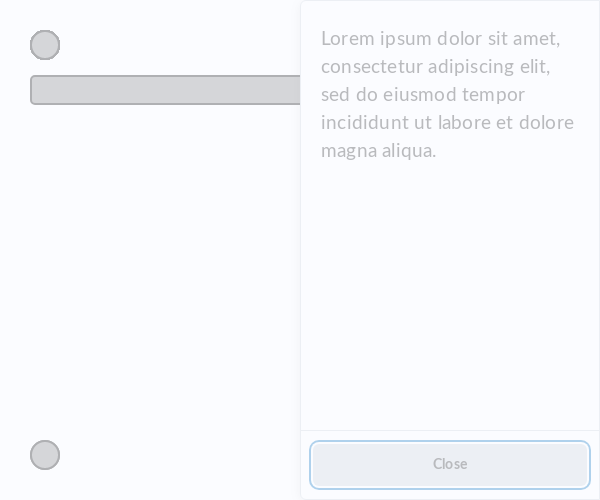 Lorem ipsum dolor sit amet,
consectetur adipiscing elit,
sed do eiusmod tempor
incididunt ut labore et dolore
magna aliqua.
Close